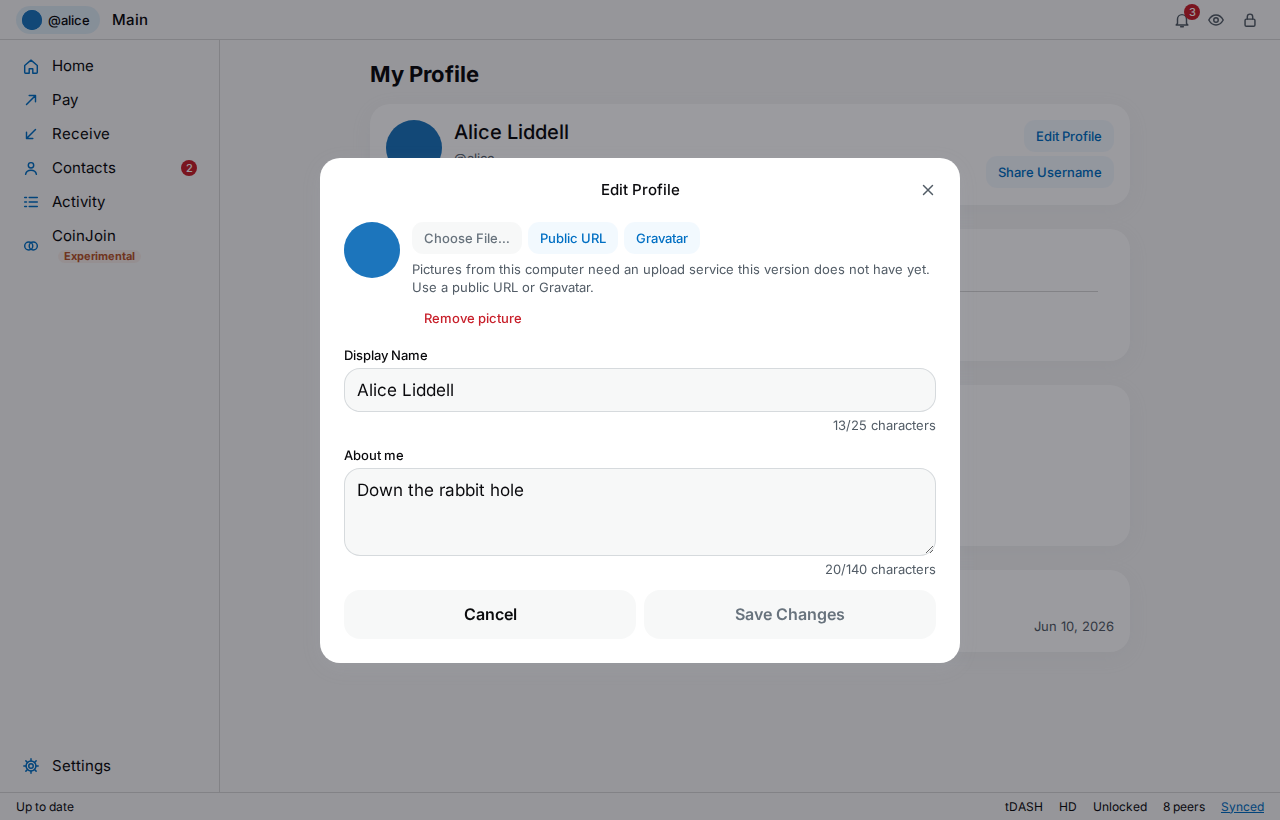 @alice
Main
3
Home
Pay
Receive
Contacts
2
Activity
CoinJoin
Experimental
Settings
My Profile
Alice Liddell
@alice
Edit Profile
Share Username
Edit Profile
Choose File...
Public URL
Gravatar
Pictures from this computer need an upload service this version does not have yet.
Use a public URL or Gravatar.
Remove picture
Display Name
Alice Liddell
13/25 characters
About me
Down the rabbit hole
20/140 characters
Cancel
Save Changes
Jun 10, 2026
Up to date
tDASH
HD
Unlocked
8 peers
Synced